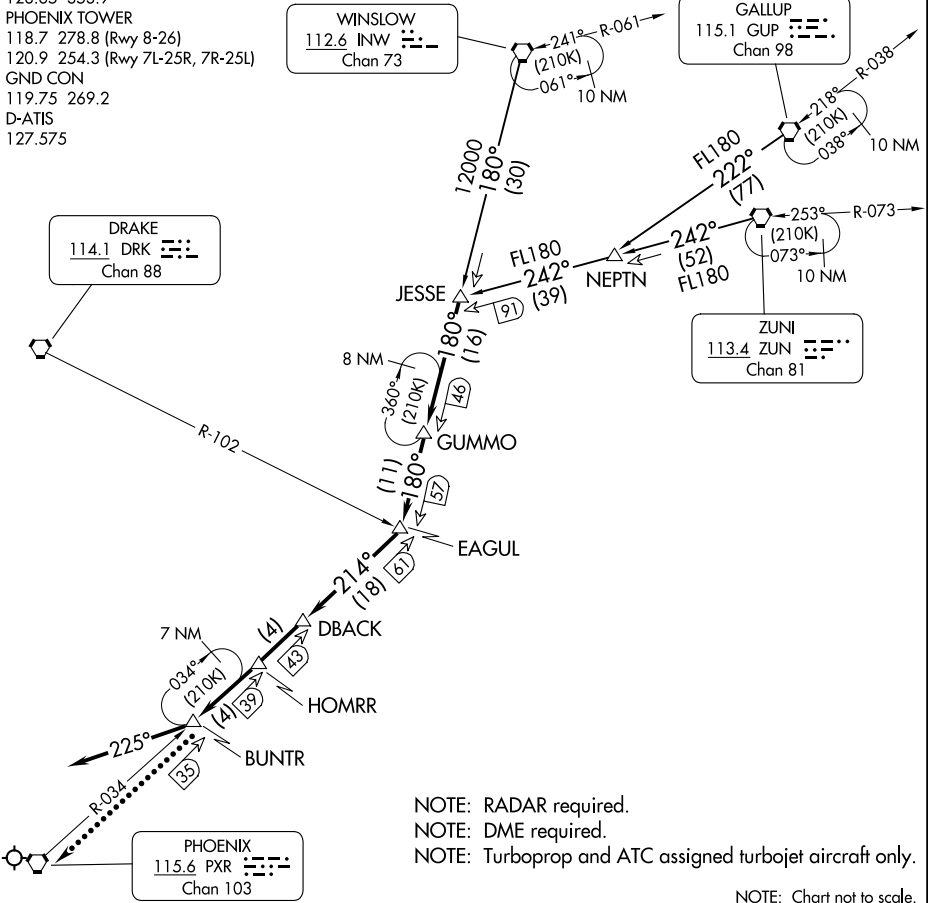 PHOENIX TOWER
118.7 278.8 (Rwy 8-26)
120.9 254.3 (Rwy 7L-25R, 7R-25L)
GND CON
119.75 269.2
D-ATIS
127.575
WINSLOW
112.6 INW
Chan 73
241° R-061
(210K)
061°
10 NM
GALLUP
115.1 GUP
Chan 98
R-038
218°
(210K)
038°
10 NM
12000
180°
(30)
FL180
222°
(77)
253° R-073
(210K)
073°
10 NM
242°
(52)
FL180
NEPTN
FL180
242°
(39)
DRAKE
114.1 DRK
Chan 88
JESSE
91
ZUNI
113.4 ZUN
Chan 81
180°
(16)
8 NM
360°
(210K)
46
GUMMO
R-102
(11)
180°
57
EAGUL
61
214°
(18)
DBACK
(4)
43
7 NM
034°
(210K)
HOMRR
39
(4)
BUNTR
225°
35
R-034
PHOENIX
115.6 PXR
Chan 103
NOTE: RADAR required.
NOTE: DME required.
NOTE: Turboprop and ATC assigned turbojet aircraft only.
NOTE: Chart not to scale.